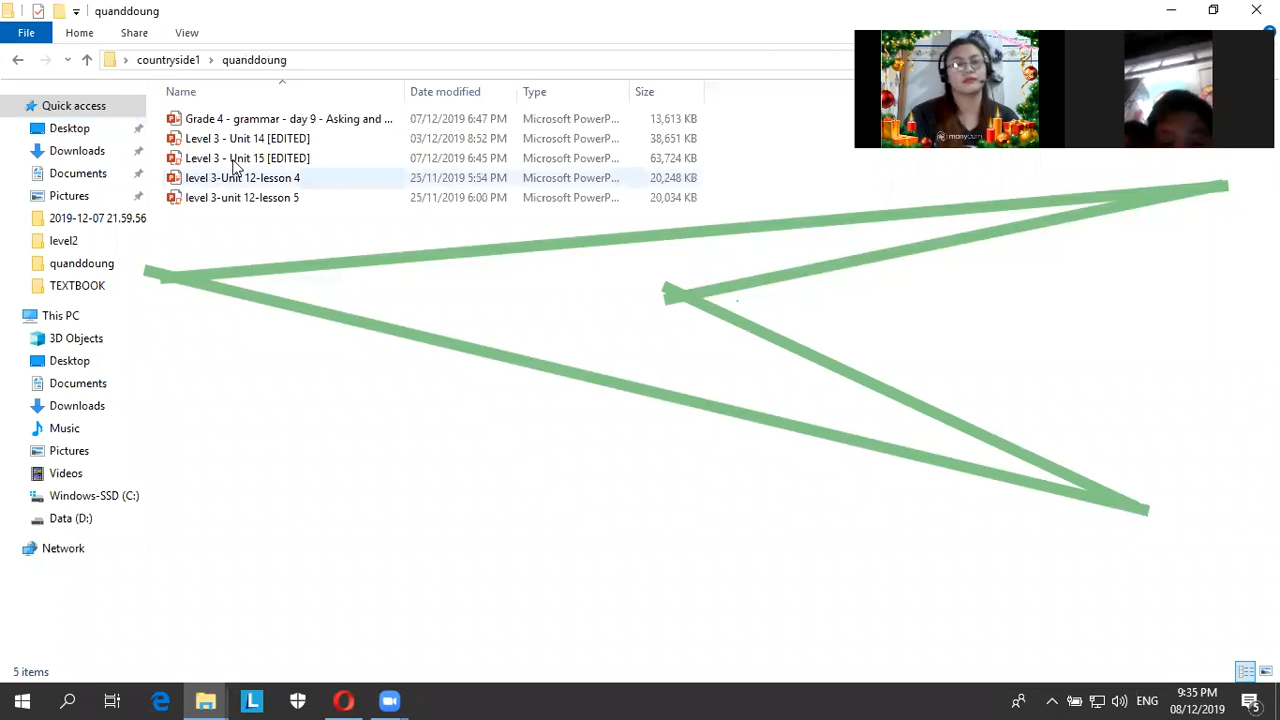 quanddoung
File
Home
Share
View
countryside1 > quanddoung
Name
Date modified
Type
Size
Grade 4 - grammar - day 9 - Asking and ...
07/12/2019 6:47 PM
Microsoft PowerP...
13,613 KB
Level 3 - Unit 14 [EDITED]
03/12/2019 8:52 PM
Microsoft PowerP...
38,651 KB
Level 3 - Unit 15 [EDITED]
07/12/2019 6:45 PM
Microsoft PowerP...
63,724 KB
level 3-Unit 12-lesson 4
25/11/2019 5:54 PM
Microsoft PowerP...
20,248 KB
level 3-unit 12-lesson 5
25/11/2019 6:00 PM
Microsoft PowerP...
20,034 KB
Quick access
Desktop
Downloads
Documents
Pictures
2019-12-07 21.59.56
level2
quanddoung
TEXTBOOK
This PC
3D Objects
Desktop
Documents
Downloads
Music
Pictures
Videos
Windows-SSD (C:)
Data (D:)
Network
manycam
5 items
L
ENG
9:35 PM
08/12/2019
5